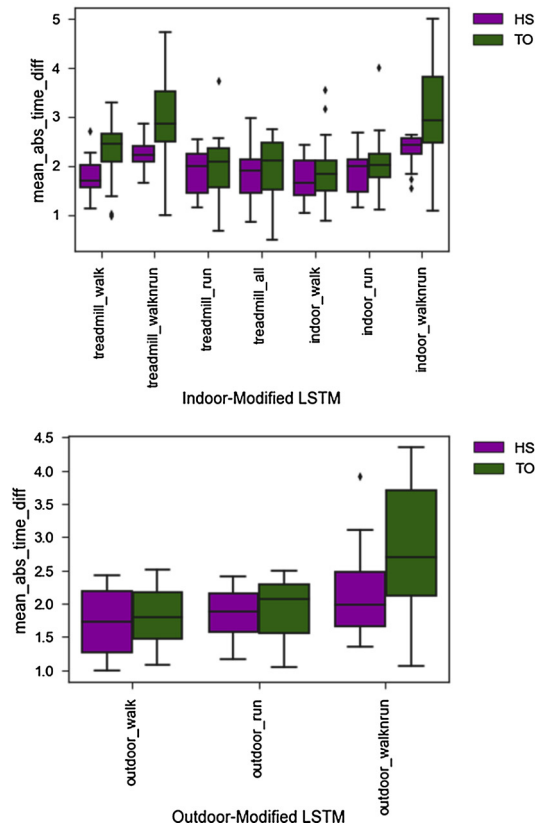 HS
TO
5
4
3
2
1
mean_abs_time_diff
treadmill_walk
treadmill_walknrun
treadmill_run
treadmill_all
indoor_walk
indoor_run
indoor_walknrun
Indoor-Modified LSTM
HS
TO
4.5
4.0
3.5
3.0
2.5
2.0
1.5
1.0
mean_abs_time_diff
outdoor_walk
outdoor_run
outdoor_walknrun
Outdoor-Modified LSTM